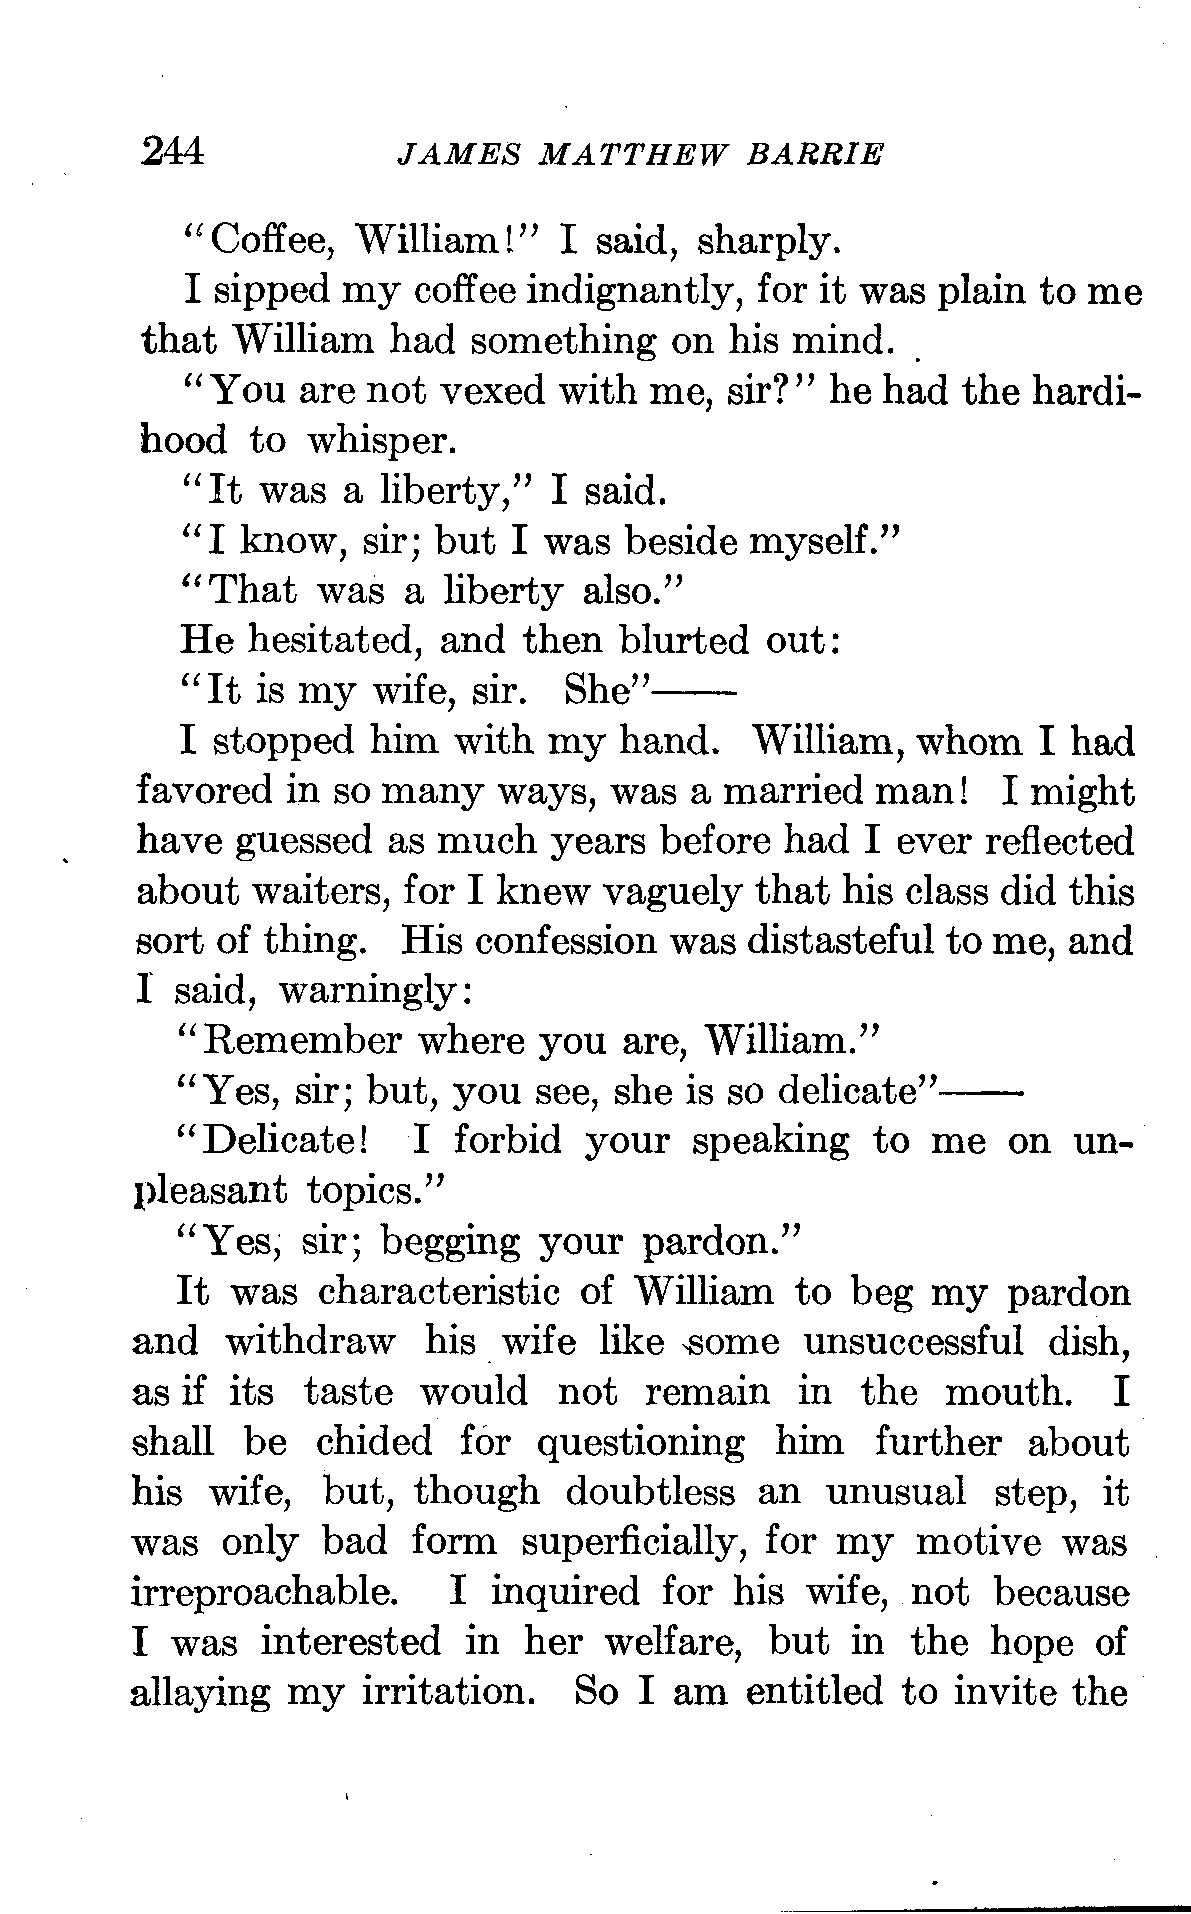 244 JAMES MATTHEW BARRIE
“Coffee, William!” I said, sharply.
I sipped my coffee indignantly, for it was plain to me
that William had something on his mind.
“You are not vexed with me, sir?” he had the hardi-
hood to whisper.
“It was a liberty,” I said.
“I know, sir; but I was beside myself.”
“That was a liberty also.”
He hesitated, and then blurted out:
“It is my wife, sir. She”——
I stopped him with my hand. William, whom I had
favored in so many ways, was a married man! I might
have guessed as much years before had I ever reflected
about waiters, for I knew vaguely that his class did this
sort of thing. His confession was distasteful to me, and
I said, warningly:
“Remember where you are, William.”
“Yes, sir; but, you see, she is so delicate”——
“Delicate! I forbid your speaking to me on un-
pleasant topics.”
“Yes, sir; begging your pardon.”
It was characteristic of William to beg my pardon
and withdraw his wife like some unsuccessful dish,
as if its taste would not remain in the mouth. I
shall be chided for questioning him further about
his wife, but, though doubtless an unusual step, it
was only bad form superficially, for my motive was
irreproachable. I inquired for his wife, not because
I was interested in her welfare, but in the hope of
allaying my irritation. So I am entitled to invite the